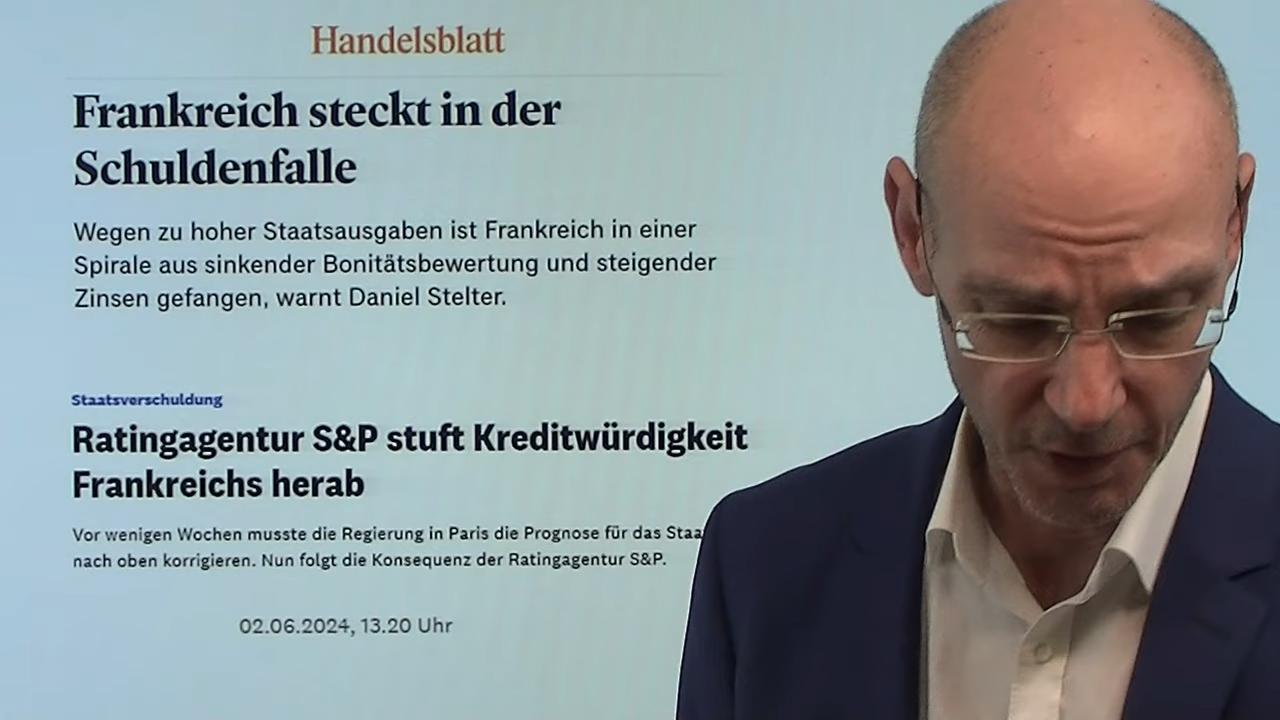 Handelsblatt
Frankreich steckt in der
Schuldenfalle
Wegen zu hoher Staatsausgaben ist Frankreich in einer
Spirale aus sinkender Bonitätsbewertung und steigender
Zinsen gefangen, warnt Daniel Stelter.
Staatsverschuldung
Ratingagentur S&P stuft Kreditwürdigkeit
Frankreichs herab
Vor wenigen Wochen musste die Regierung in Paris die Prognose für das Staa
nach oben korrigieren. Nun folgt die Konsequenz der Ratingagentur S&P.
02.06.2024, 13.20 Uhr